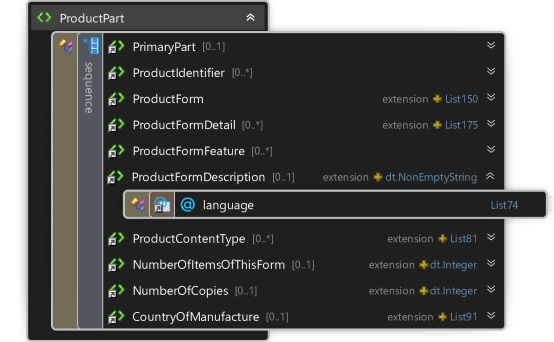 ProductPart
PrimaryPart [0..1]
ProductIdentifier [0..*]
ProductForm extension List150
ProductFormDetail [0..*] extension List175
ProductFormFeature [0..*]
ProductFormDescription [0..1] extension dt.NonEmptyString
@ language List74
ProductContentType [0..*] extension List81
NumberOfItemsOfThisForm [0..1] extension dt.Integer
NumberOfCopies [0..1] extension dt.Integer
CountryOfManufacture [0..1] extension List91
sequence